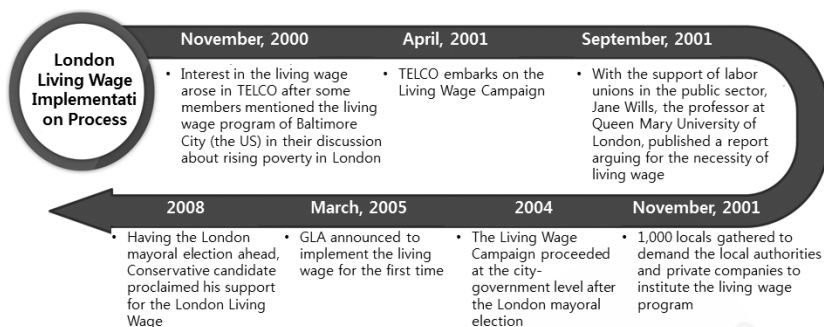 London
Living Wage
Implementati
on Process
November, 2000
• Interest in the living wage
arose in TELCO after some
members mentioned the living
wage program of Baltimore
City (the US) in their discussion
about rising poverty in London
April, 2001
• TELCO embarks on the
Living Wage Campaign
September, 2001
• With the support of labor
unions in the public sector,
Jane Wills, the professor at
Queen Mary University of
London, published a report
arguing for the necessity of
living wage
November, 2001
• 1,000 locals gathered to
demand the local authorities
and private companies to
institute the living wage
program
2004
• The Living Wage
Campaign proceeded
at the city-
government level after
the London mayoral
election
March, 2005
• GLA announced to
implement the living
wage for the first time
2008
• Having the London
mayoral election ahead,
Conservative candidate
proclaimed his support
for the London Living
Wage